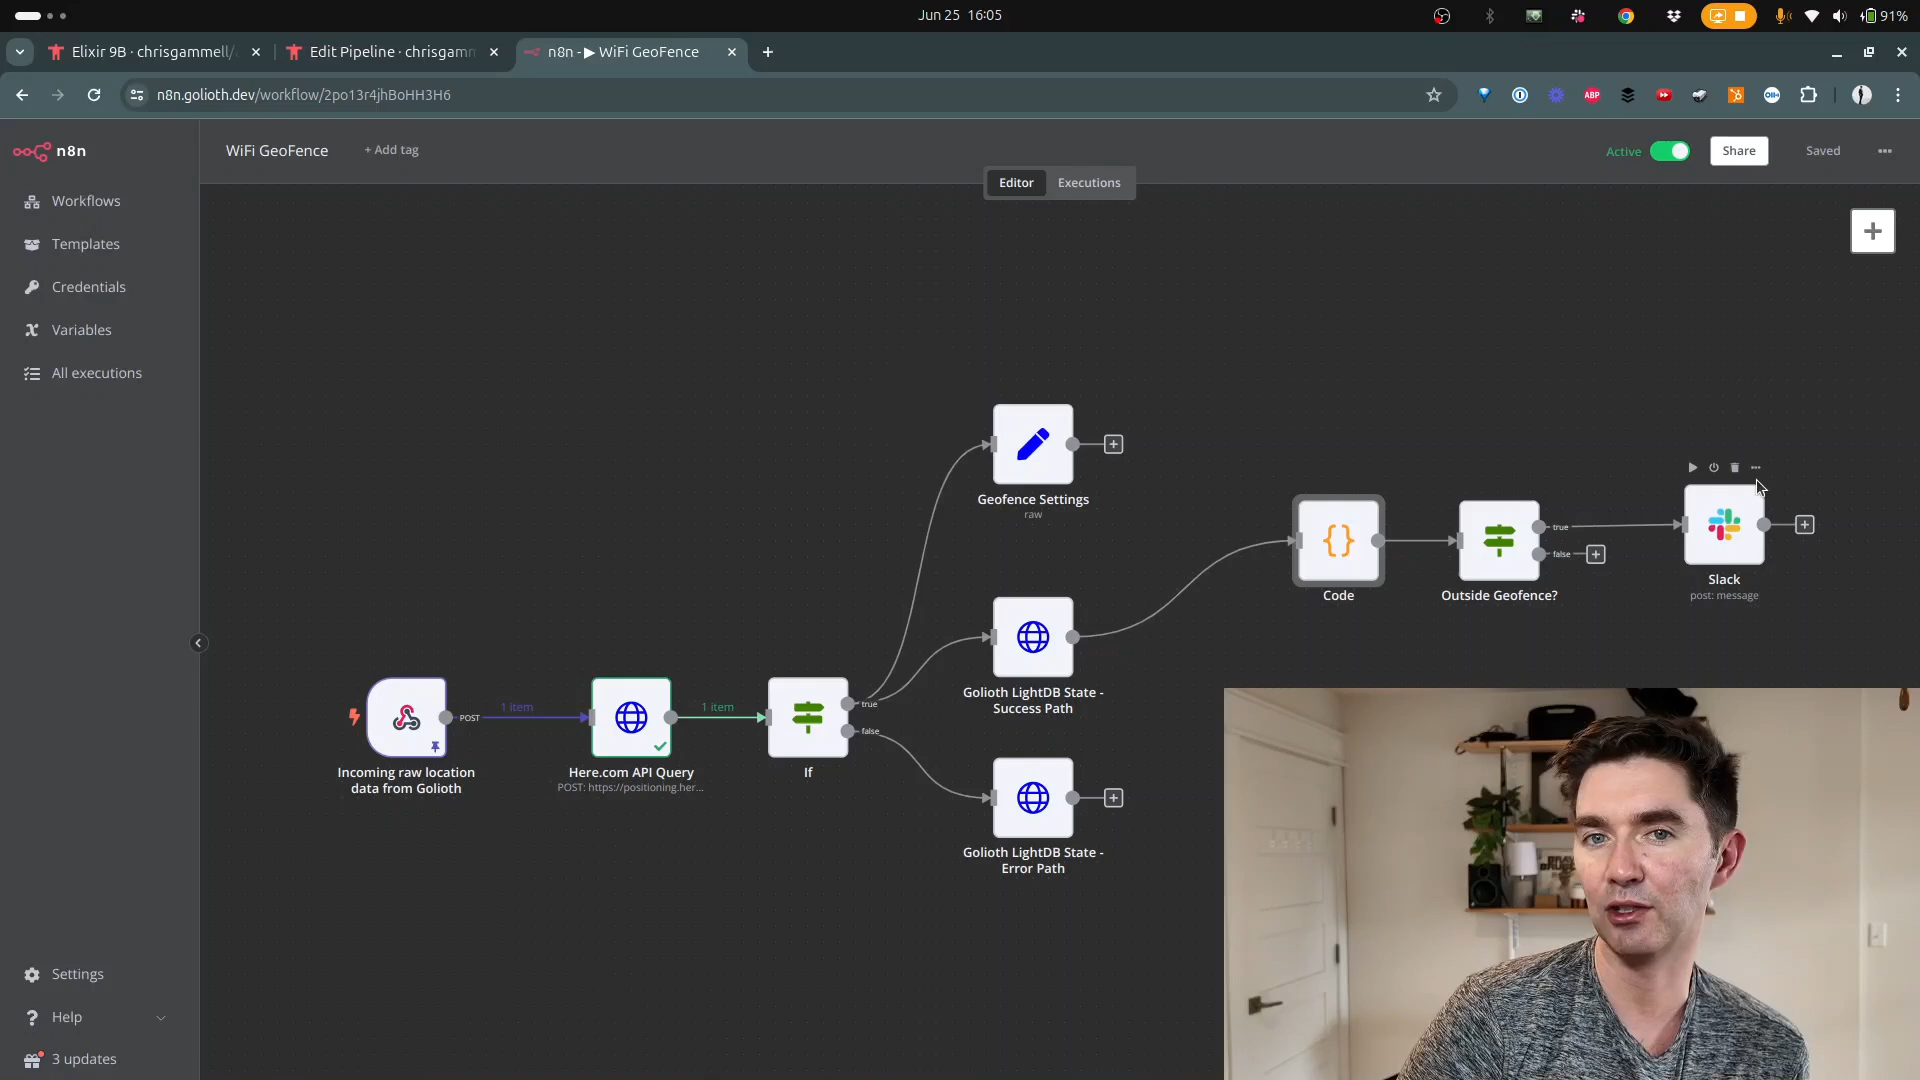 Jun 25 16:05
91%
Elixir 9B · chrisgammell/
Edit Pipeline · chrisgamm
n8n - ▶ WiFi GeoFence
n8n.golioth.dev/workflow/2po13r4jhBoHH3H6
ABP
n8n
WiFi GeoFence
+ Add tag
Active
Share
Saved
Editor
Executions
Workflows
Templates
Credentials
Variables
All executions
Geofence Settings
raw
Code
Outside Geofence?
true
false
Slack
post: message
Golioth LightDB State -
Success Path
POST
1 item
1 item
true
false
Incoming raw location
data from Golioth
Here.com API Query
POST: https://positioning.her...
If
Golioth LightDB State -
Error Path
Settings
Help
3 updates